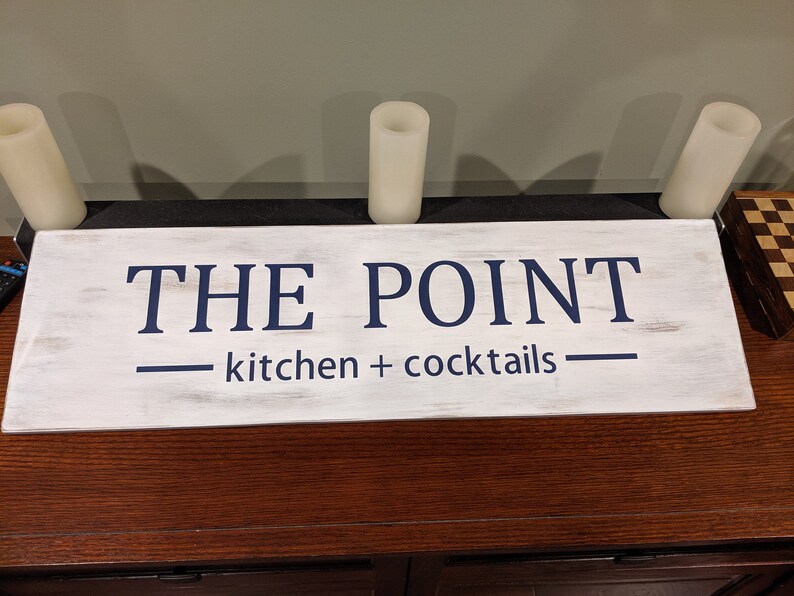 THE POINT
kitchen + cocktails